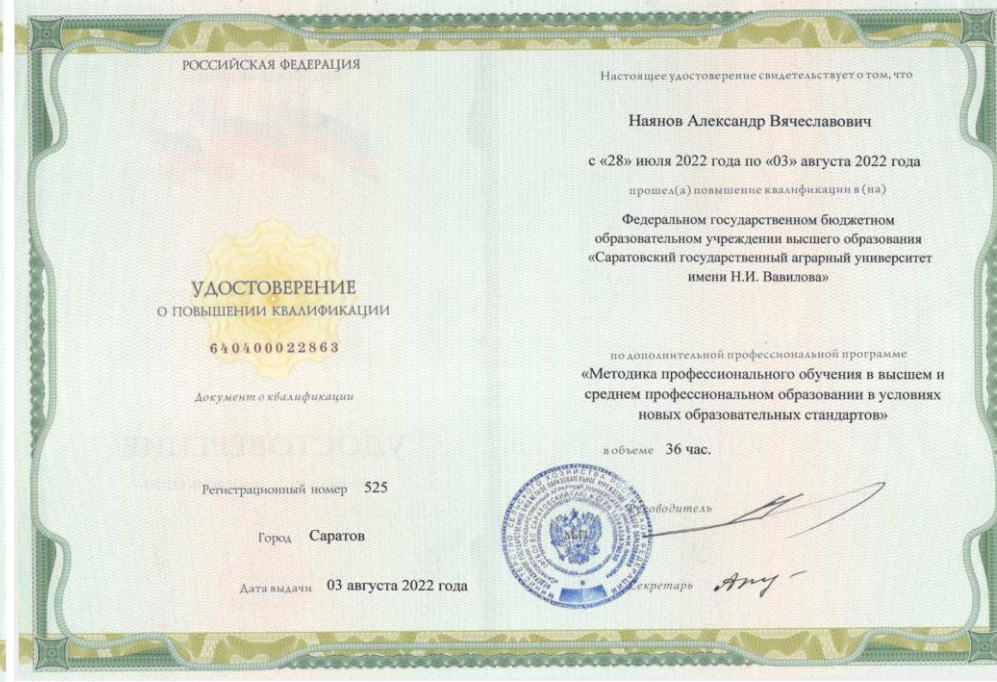 РОССИЙСКАЯ ФЕДЕРАЦИЯ
УДОСТОВЕРЕНИЕ
О ПОВЫШЕНИИ КВАЛИФИКАЦИИ
640400022863
Документ о квалификации
Регистрационный номер 525
Город Саратов
Дата выдачи 03 августа 2022 года
Настоящее удостоверение свидетельствует о том, что
Наянов Александр Вячеславович
с «28» июля 2022 года по «03» августа 2022 года
прошел(а) повышение квалификации в (на)
Федеральном государственном бюджетном
образовательном учреждении высшего образования
«Саратовский государственный аграрный университет
имени Н.И. Вавилова»
по дополнительной профессиональной программе
«Методика профессионального обучения в высшем и
среднем профессиональном образовании в условиях
новых образовательных стандартов»
в объеме 36 час.
Руководитель
М.П.
Секретарь